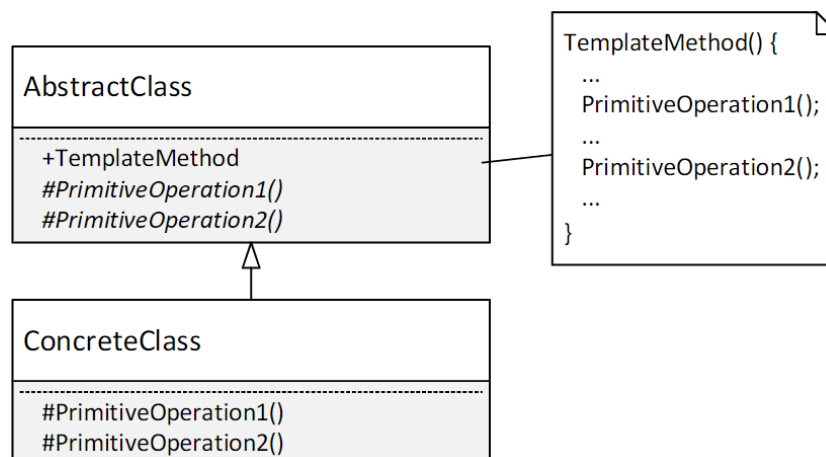 AbstractClass
+TemplateMethod
#PrimitiveOperation1()
#PrimitiveOperation2()
TemplateMethod() {
...
PrimitiveOperation1();
...
PrimitiveOperation2();
...
}
ConcreteClass
#PrimitiveOperation1()
#PrimitiveOperation2()